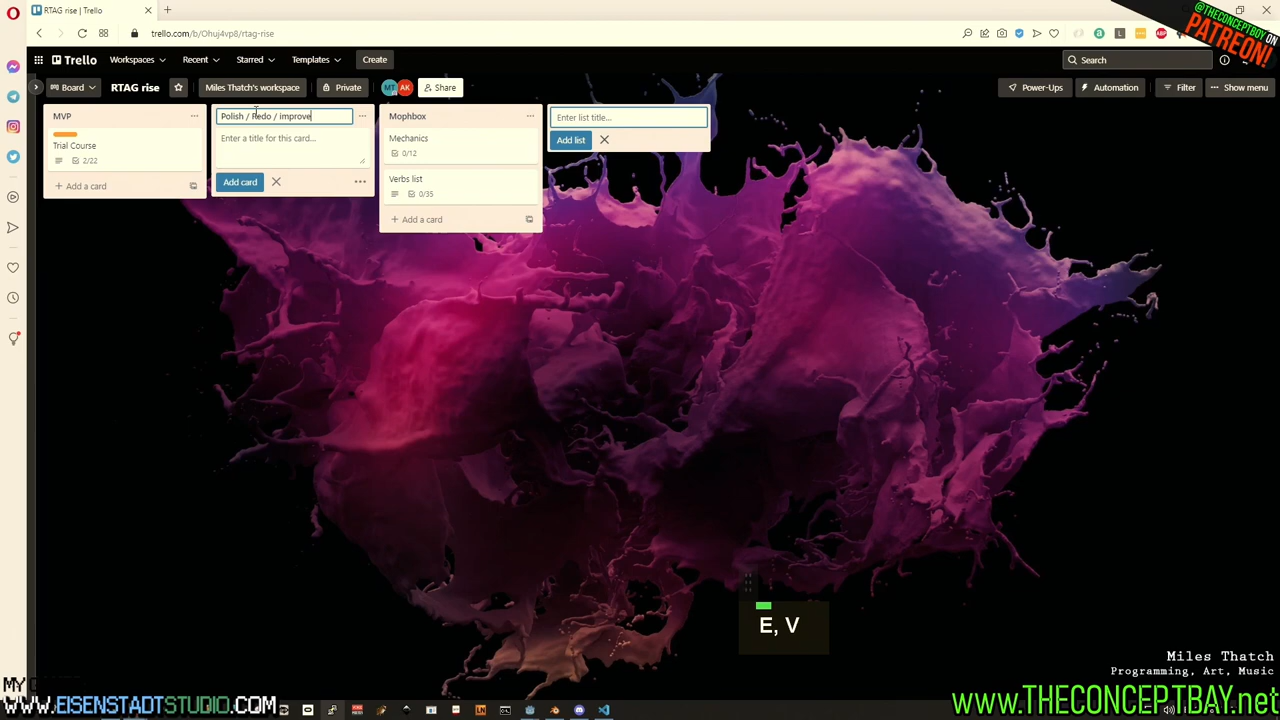 RTAG rise | Trello
@THECONCEPTBOY ON
PATREON!
trello.com/b/Ohuj4vp8/rtag-rise
Trello
Workspaces
Recent
Starred
Templates
Create
Search
Board
RTAG rise
Miles Thatch's workspace
Private
MT
AK
Share
Power-Ups
Automation
Filter
Show menu
MVP
Trial Course
2/22
+ Add a card
Polish / Redo / improve
Enter a title for this card...
Add card
Mophbox
Mechanics
0/12
Verbs list
0/35
+ Add a card
Enter list title...
Add list
E, V
Miles Thatch
Programming, Art, Music
MY
WWW.EISENSTADTSTUDIO.COM
www.THECONCEPTBAY.net